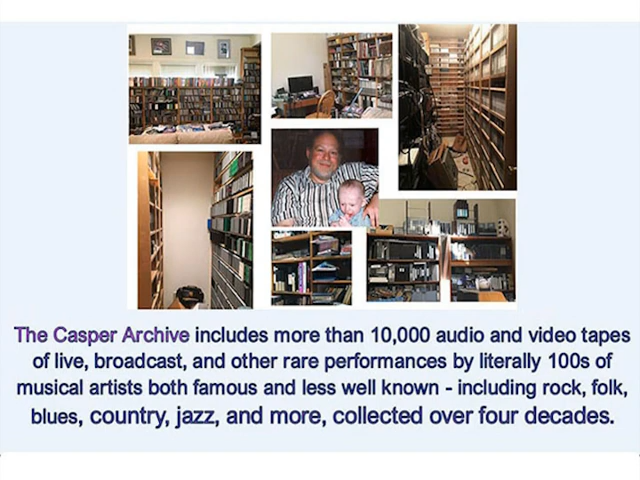 The Casper Archive includes more than 10,000 audio and video tapes
of live, broadcast, and other rare performances by literally 100s of
musical artists both famous and less well known - including rock, folk,
blues, country, jazz, and more, collected over four decades.